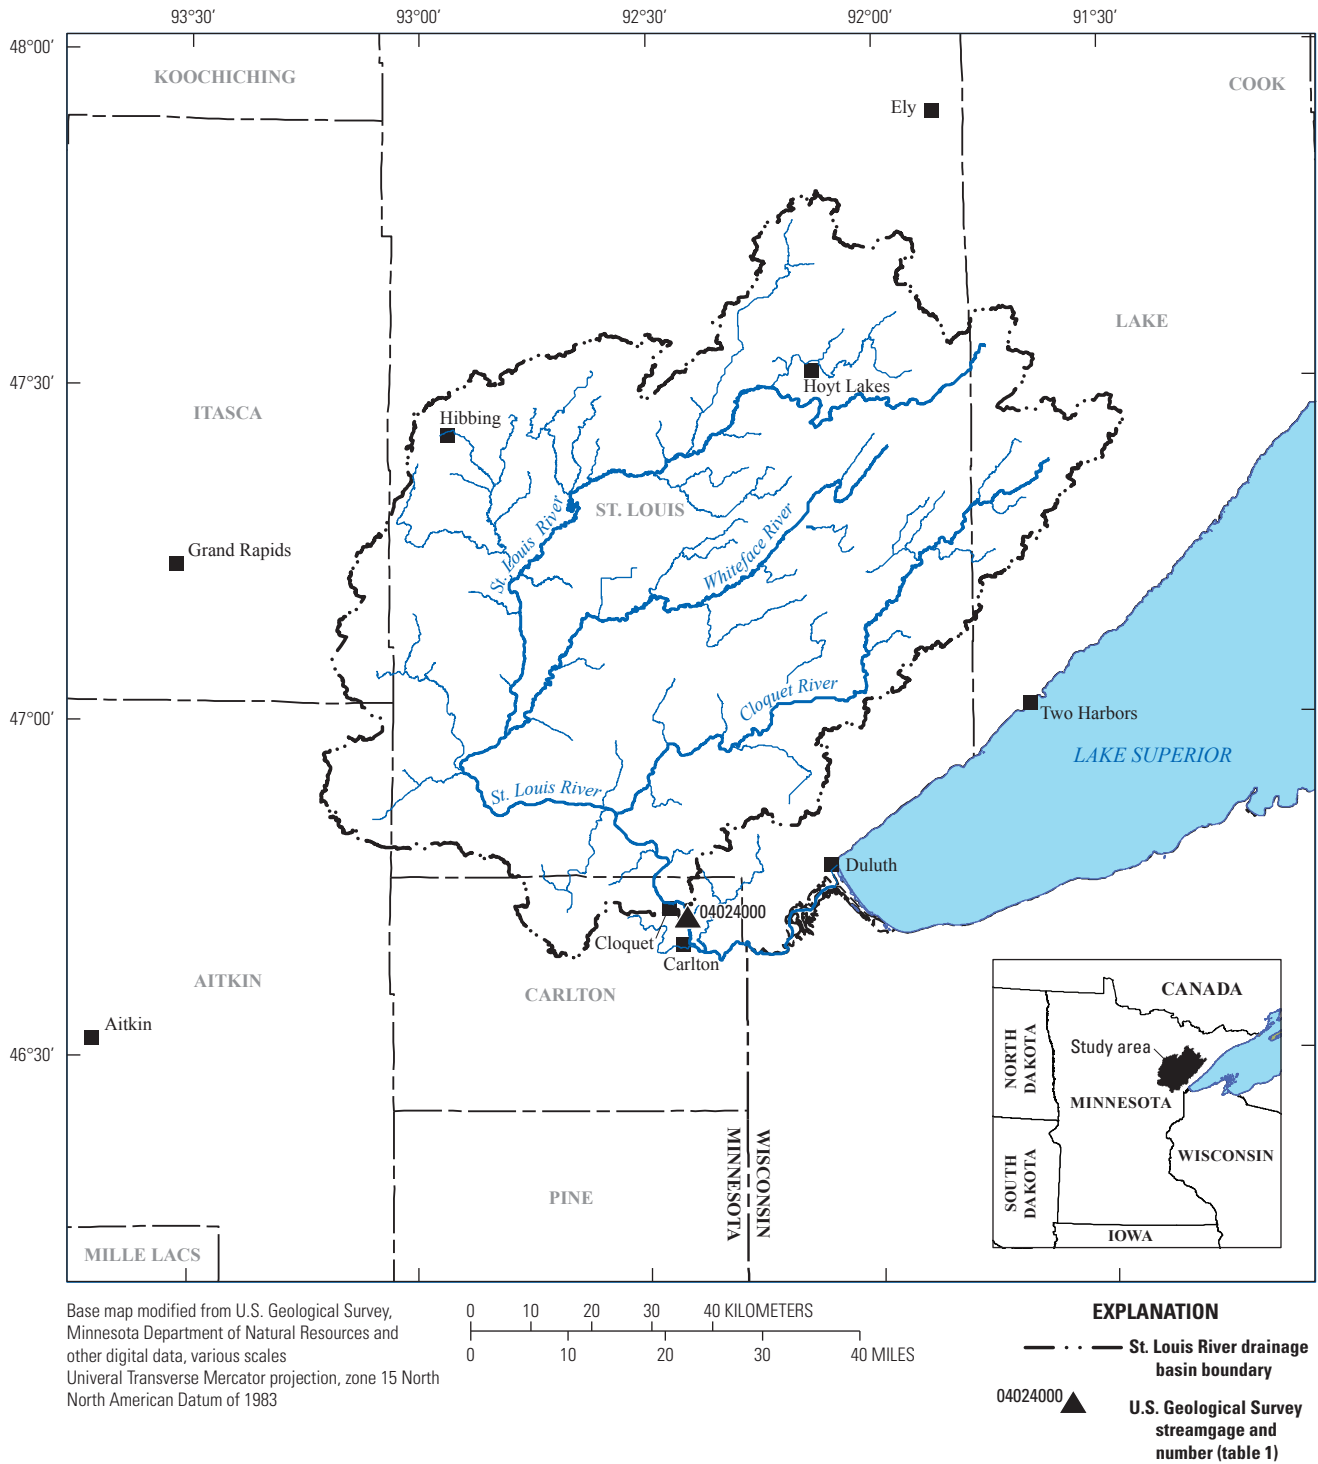 93°30′ 93°00′ 92°30′ 92°00′ 91°30′
48°00′
KOOCHICHING
COOK
Ely
LAKE
47°30′
Hoyt Lakes
ITASCA
Hibbing
ST. LOUIS
St. Louis River
Whiteface River
Grand Rapids
Cloquet River
47°00′
Two Harbors
LAKE SUPERIOR
St. Louis River
Duluth
04024000
Cloquet
Carlton
AITKIN
CARLTON
Aitkin
46°30′
PINE
MINNESOTA
WISCONSIN
MILLE LACS
CANADA
Study area
NORTH
DAKOTA
MINNESOTA
SOUTH
DAKOTA
WISCONSIN
IOWA
Base map modified from U.S. Geological Survey,
Minnesota Department of Natural Resources and
other digital data, various scales
Univeral Transverse Mercator projection, zone 15 North
North American Datum of 1983
0 10 20 30 40 KILOMETERS
0 10 20 30 40 MILES
EXPLANATION
St. Louis River drainage
basin boundary
04024000
U.S. Geological Survey
streamgage and
number (table 1)